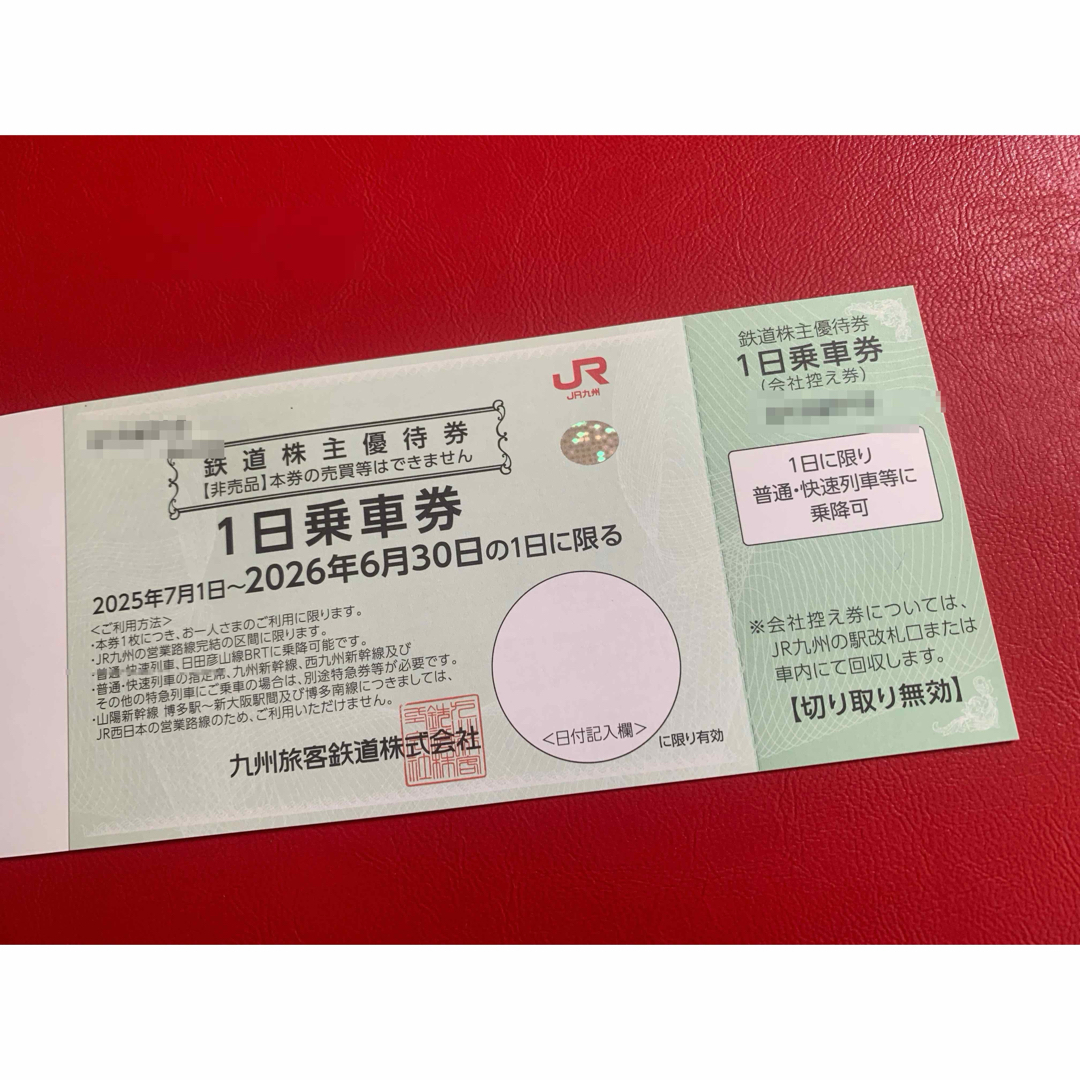 JR
JR九州
鉄道株主優待券
【非売品】本券の売買等はできません
1日乗車券
2025年7月1日~2026年6月30日の1日に限る
<ご利用方法>
・本券1枚につき、お一人さまのご利用に限ります。
・JR九州の営業路線完結の区間に限ります。
・普通・快速列車、日田彦山線BRTに乗降可能です。
・普通・快速列車の指定席、九州新幹線、西九州新幹線及び
その他の特急列車にご乗車の場合は、別途特急券等が必要です。
・山陽新幹線 博多駅~新大阪駅間及び博多南線につきましては、
JR西日本の営業路線のため、ご利用いただけません。
九州旅客鉄道株式会社
<日付記入欄>
に限り有効
鉄道株主優待券
1日乗車券
(会社控え券)
1日に限り
普通・快速列車等に
乗降可
※会社控え券については、
JR九州の駅改札口または
車内にて回収します。
【切り取り無効】